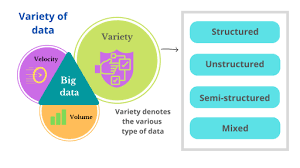 Variety of
data
Variety
Velocity
Big
data
Volume
Variety denotes
the various
type of data
Structured
Unstructured
Semi-structured
Mixed